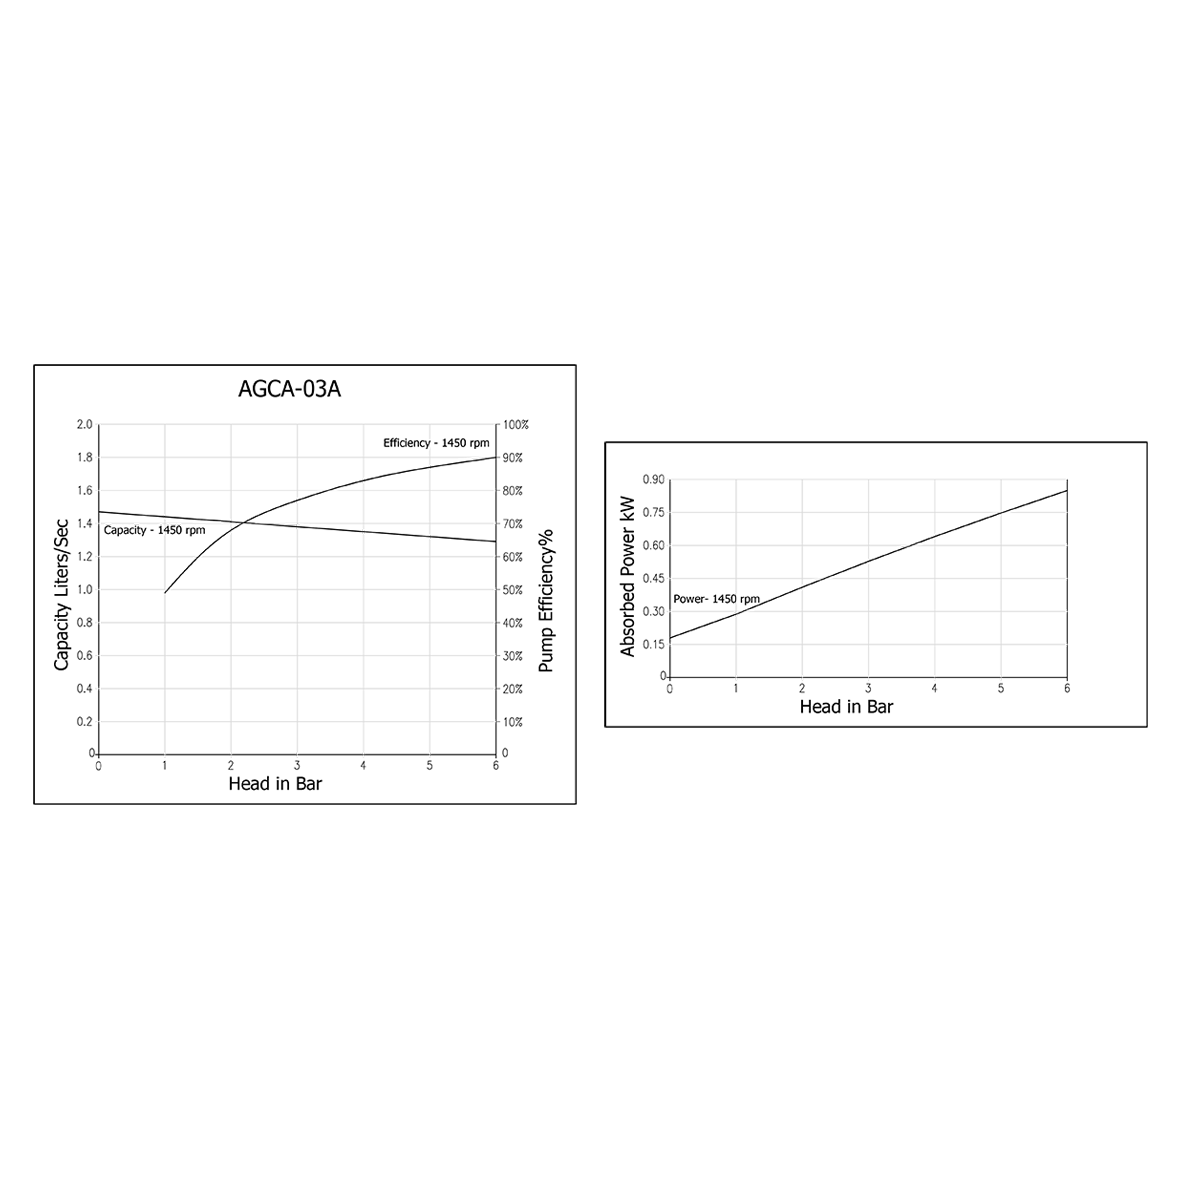 AGCA-03A
2.0
1.8
1.6
1.4
1.2
1.0
0.8
0.6
0.4
0.2
0
Capacity Liters/Sec
100%
90%
80%
70%
60%
50%
40%
30%
20%
10%
0
Pump Efficiency%
Efficiency - 1450 rpm
Capacity - 1450 rpm
0 1 2 3 4 5 6
Head in Bar
0.90
0.75
0.60
0.45
0.30
0.15
0
Absorbed Power kW
Power- 1450 rpm
0 1 2 3 4 5 6
Head in Bar